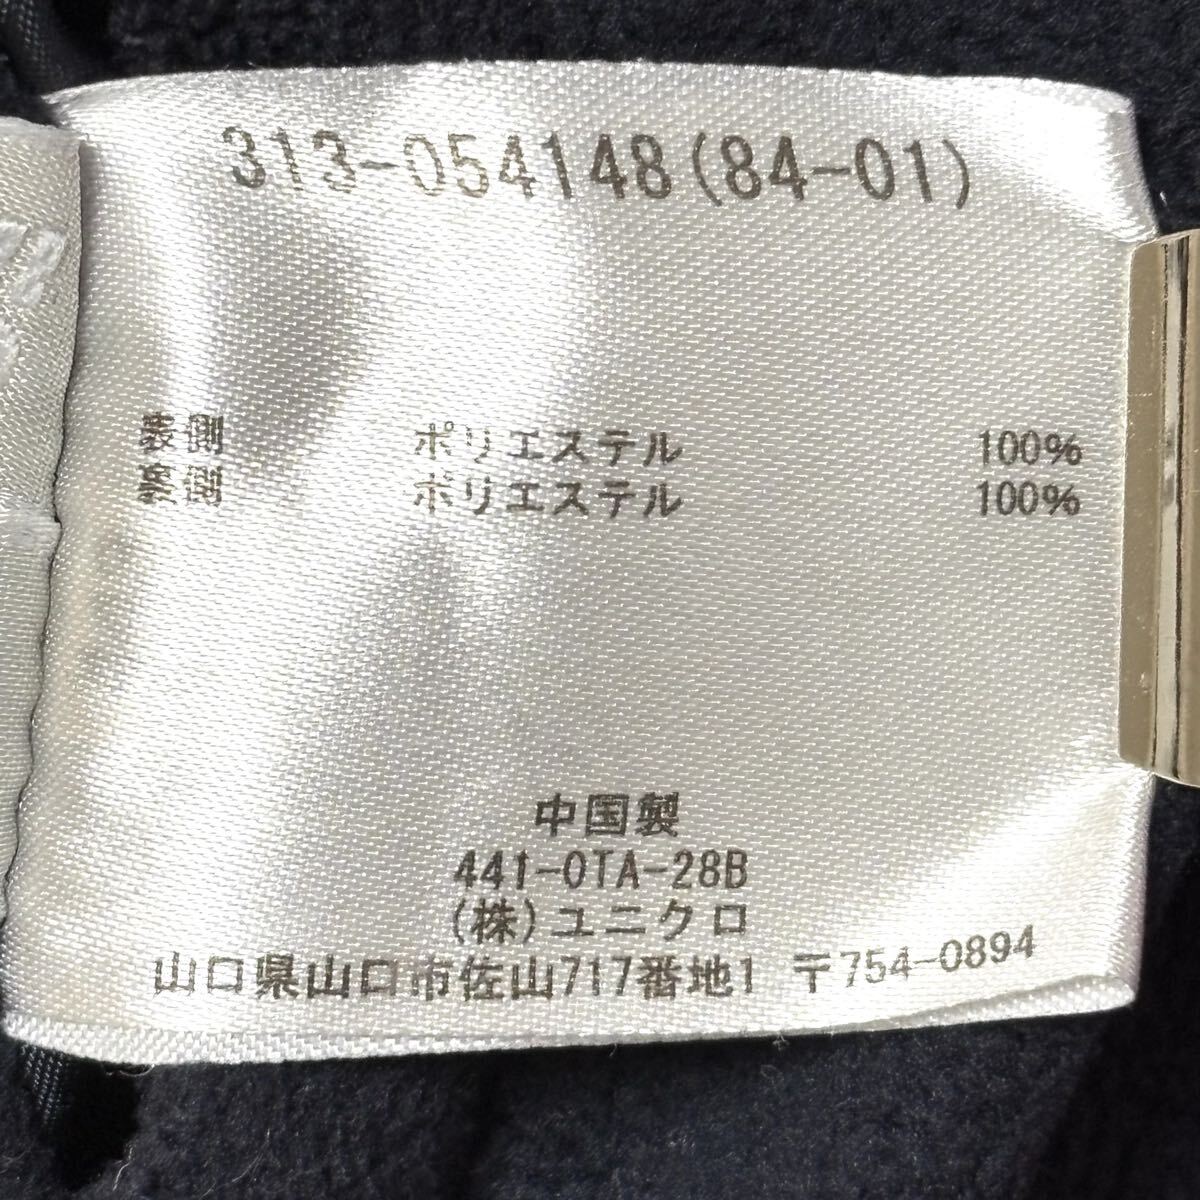 313-054148(84-01)
表側 ポリエステル 100%
裏側 ポリエステル 100%
中国製
441-OTA-28B
(株)ユニクロ
山口県山口市佐山717番地1 〒754-0894